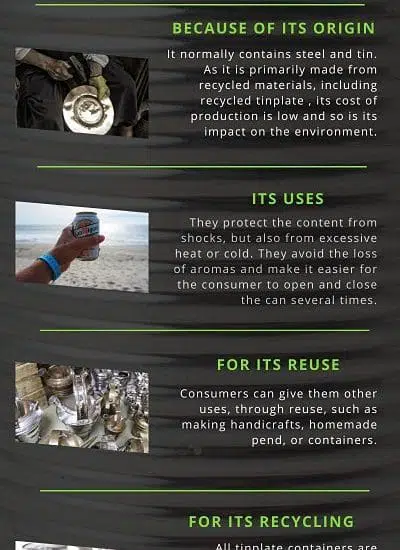 BECAUSE OF ITS ORIGIN
It normally contains steel and tin.
As it is primarily made from
recycled materials, including
recycled tinplate , its cost of
production is low and so is its
impact on the environment.
ITS USES
They protect the content from
shocks, but also from excessive
heat or cold. They avoid the loss
of aromas and make it easier for
the consumer to open and close
the can several times.
FOR ITS REUSE
Consumers can give them other
uses, through reuse, such as
making handicrafts, homemade
pend, or containers.
FOR ITS RECYCLING
All tinplate containers are